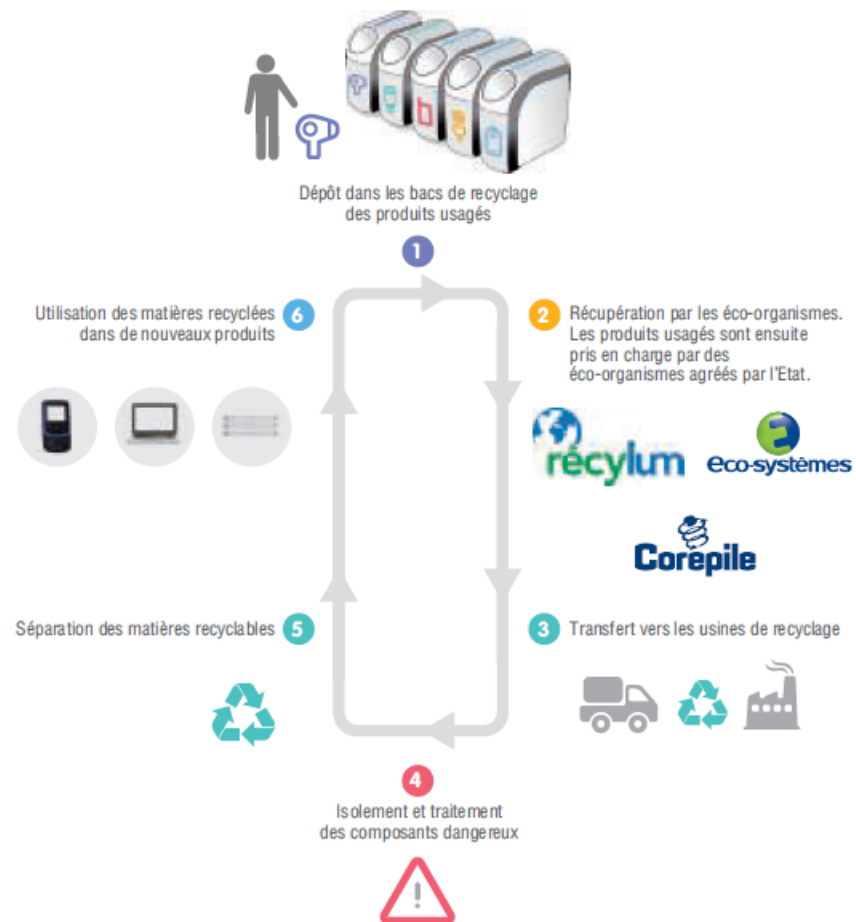 Dépôt dans les bacs de recyclage
des produits usagés
1
2
Récupération par les éco-organismes.
Les produits usagés sont ensuite
pris en charge par des
éco-organismes agréés par l'Etat.
récylum
eco-systèmes
Corepile
3
Transfert vers les usines de recyclage
4
Isolement et traitement
des composants dangereux
!
Séparation des matières recyclables
5
Utilisation des matières recyclées
dans de nouveaux produits
6